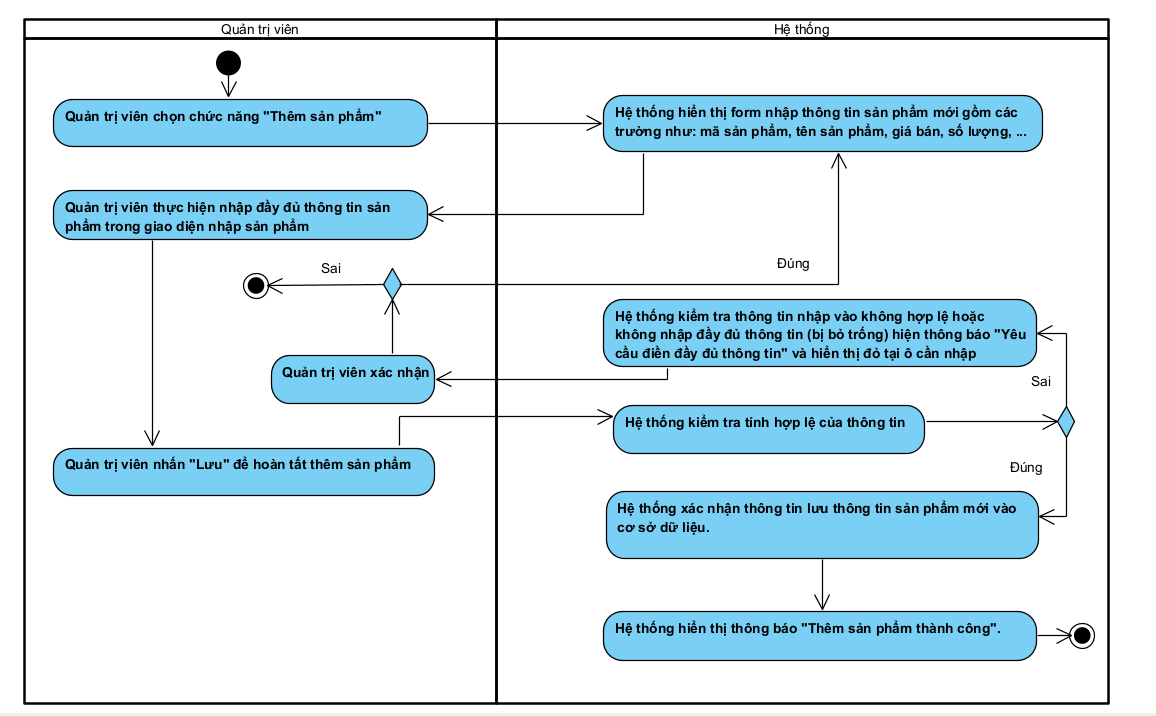 Quản trị viên
Hệ thống
Quản trị viên chọn chức năng "Thêm sản phẩm"
Hệ thống hiển thị form nhập thông tin sản phẩm mới gồm các
trường như: mã sản phẩm, tên sản phẩm, giá bán, số lượng, ...
Quản trị viên thực hiện nhập đầy đủ thông tin sản
phẩm trong giao diện nhập sản phẩm
Sai
Đúng
Hệ thống kiểm tra thông tin nhập vào không hợp lệ hoặc
không nhập đầy đủ thông tin (bị bỏ trống) hiện thông báo "Yêu
cầu điền đầy đủ thông tin" và hiển thị đỏ tại ô cần nhập
Quản trị viên xác nhận
Sai
Hệ thống kiểm tra tính hợp lệ của thông tin
Quản trị viên nhấn "Lưu" để hoàn tất thêm sản phẩm
Đúng
Hệ thống xác nhận thông tin lưu thông tin sản phẩm mới vào
cơ sở dữ liệu.
Hệ thống hiển thị thông báo "Thêm sản phẩm thành công".